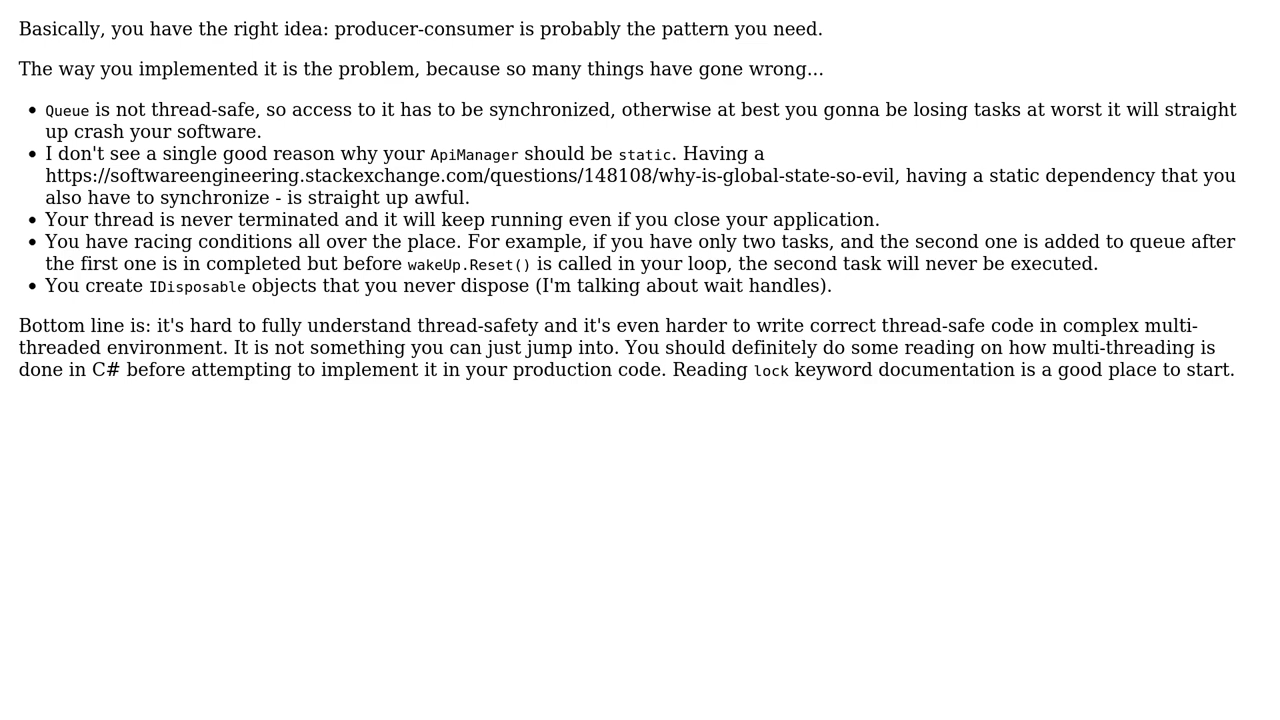 Basically, you have the right idea: producer-consumer is probably the pattern you need.
The way you implemented it is the problem, because so many things have gone wrong...
• Queue is not thread-safe, so access to it has to be synchronized, otherwise at best you gonna be losing tasks at worst it will straight
up crash your software.
• I don't see a single good reason why your ApiManager should be static. Having a
https://softwareengineering.stackexchange.com/questions/148108/why-is-global-state-so-evil, having a static dependency that you
also have to synchronize - is straight up awful.
• Your thread is never terminated and it will keep running even if you close your application.
• You have racing conditions all over the place. For example, if you have only two tasks, and the second one is added to queue after
the first one is in completed but before wakeUp.Reset() is called in your loop, the second task will never be executed.
• You create IDisposable objects that you never dispose (I'm talking about wait handles).
Bottom line is: it's hard to fully understand thread-safety and it's even harder to write correct thread-safe code in complex multi-
threaded environment. It is not something you can just jump into. You should definitely do some reading on how multi-threading is
done in C# before attempting to implement it in your production code. Reading lock keyword documentation is a good place to start.